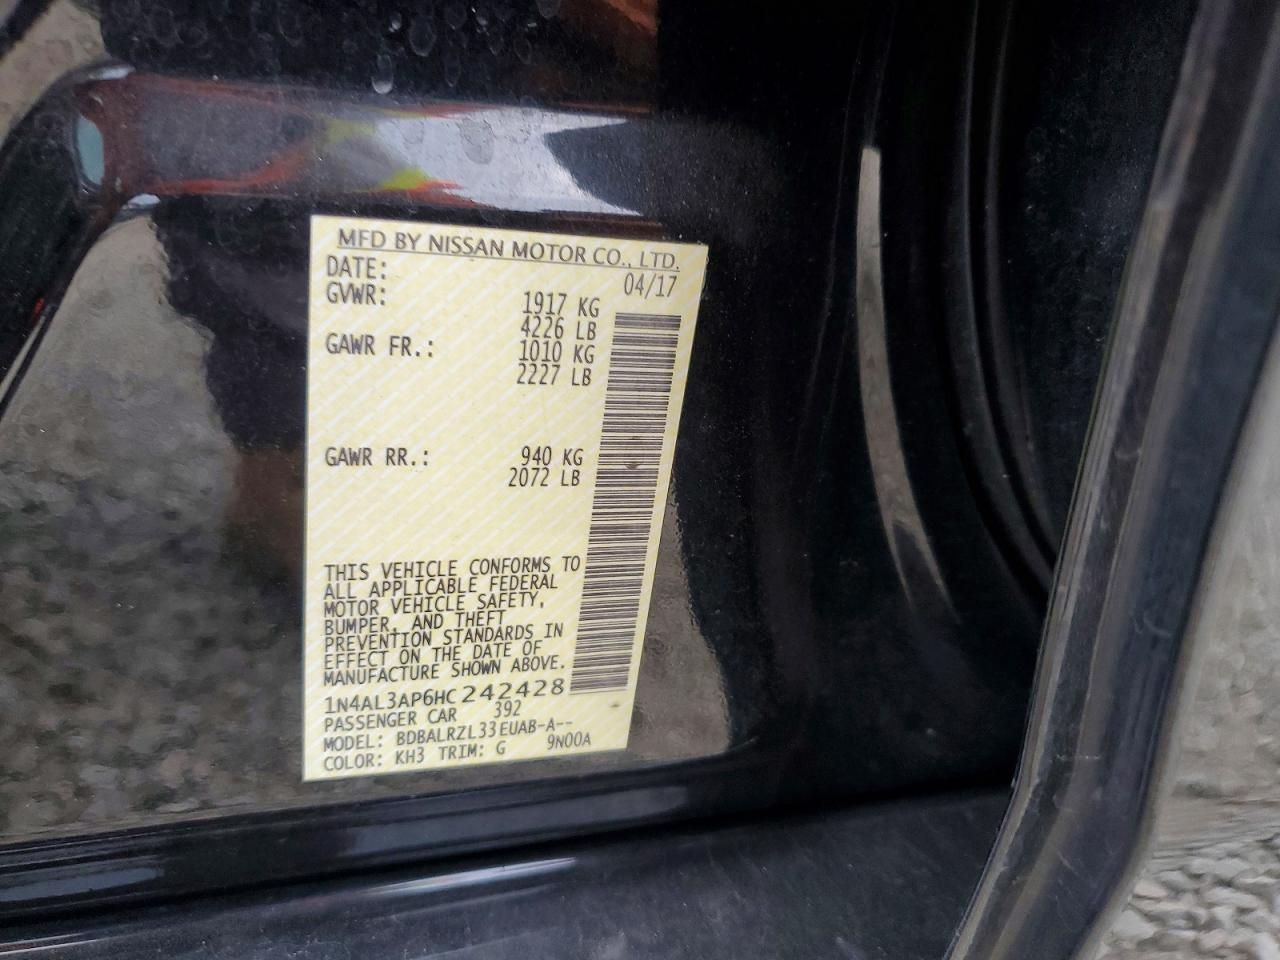 MFD BY NISSAN MOTOR CO., LTD.
DATE: 04/17
GVWR: 1917 KG
4226 LB
GAWR FR.: 1010 KG
2227 LB
GAWR RR.: 940 KG
2072 LB
THIS VEHICLE CONFORMS TO
ALL APPLICABLE FEDERAL
MOTOR VEHICLE SAFETY,
BUMPER, AND THEFT
PREVENTION STANDARDS IN
EFFECT ON THE DATE OF
MANUFACTURE SHOWN ABOVE.
1N4AL3AP6HC242428
PASSENGER CAR 392
MODEL: BDBALRZL33EUAB-A--
COLOR: KH3 TRIM: G 9N00A